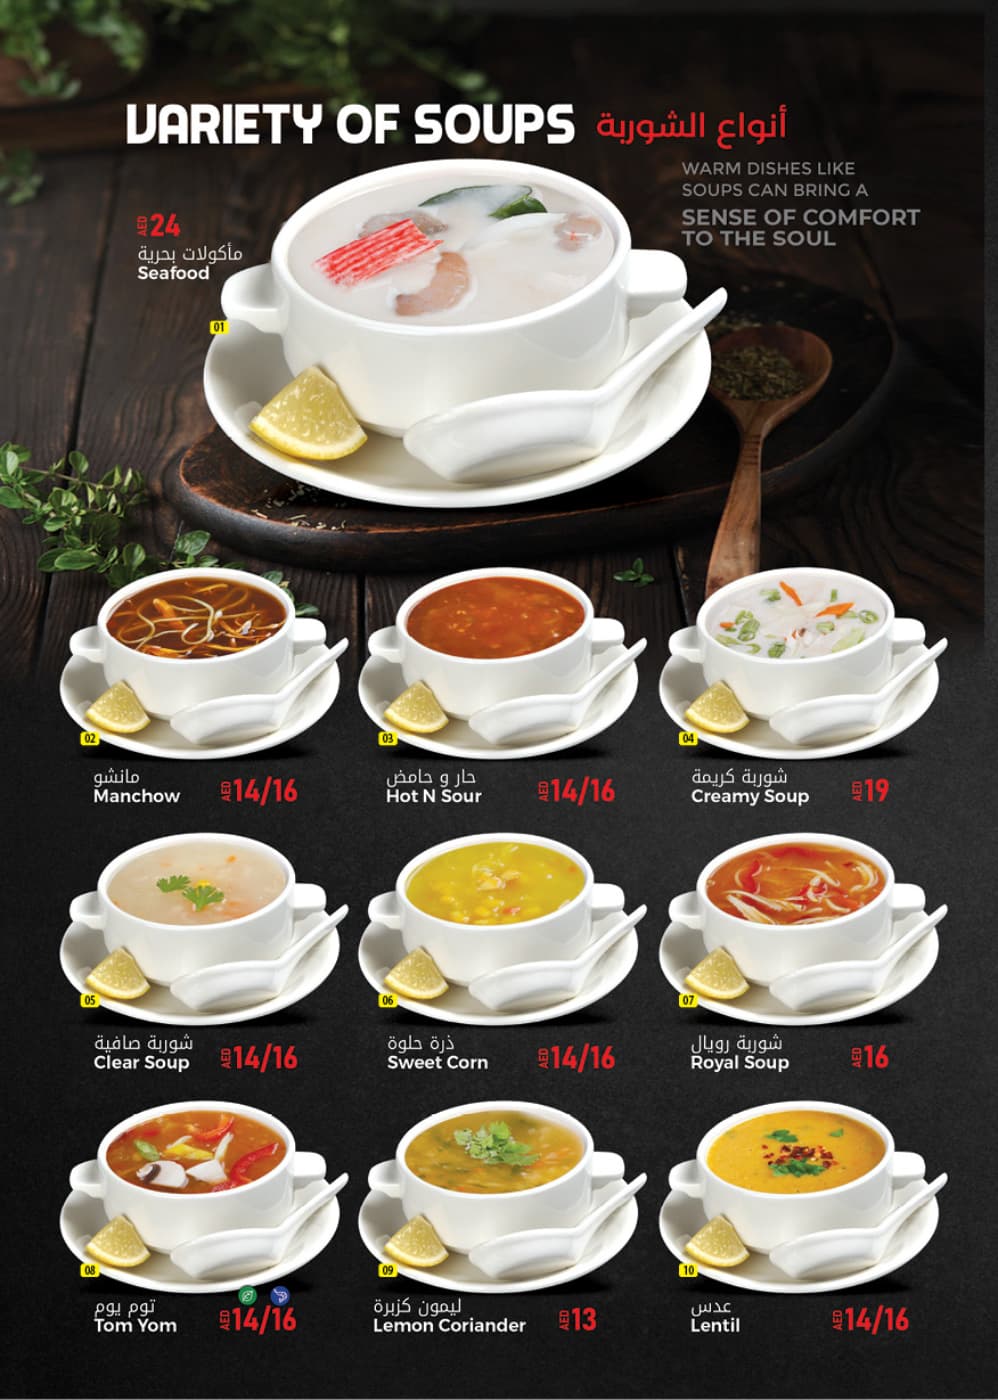 VARIETY OF SOUPS أنواع الشوربة
WARM DISHES LIKE
SOUPS CAN BRING A
SENSE OF COMFORT
TO THE SOUL
AED 24
مأكولات بحرية
Seafood
01
02
مانشو
Manchow
AED 14/16
03
حار و حامض
Hot N Sour
AED 14/16
04
شوربة كريمة
Creamy Soup
AED 19
05
شوربة صافية
Clear Soup
AED 14/16
06
ذرة حلوة
Sweet Corn
AED 14/16
07
شوربة رويال
Royal Soup
AED 16
08
توم يوم
Tom Yom
AED 14/16
09
ليمون كزبرة
Lemon Coriander
AED 13
10
عدس
Lentil
AED 14/16